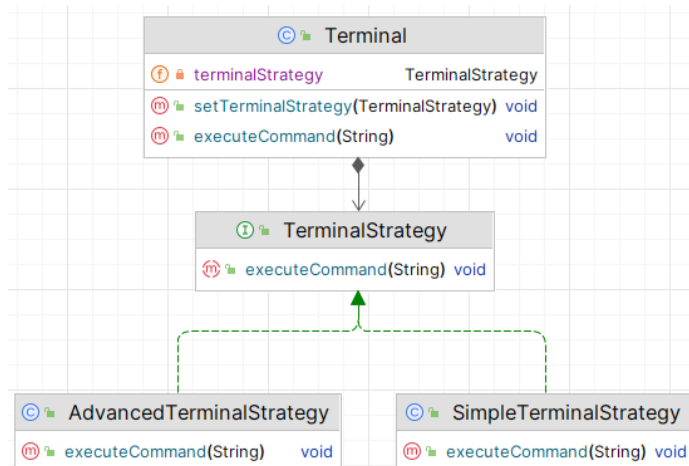 Terminal
terminalStrategy TerminalStrategy
setTerminalStrategy(TerminalStrategy) void
executeCommand(String) void
TerminalStrategy
executeCommand(String) void
AdvancedTerminalStrategy
executeCommand(String) void
SimpleTerminalStrategy
executeCommand(String) void